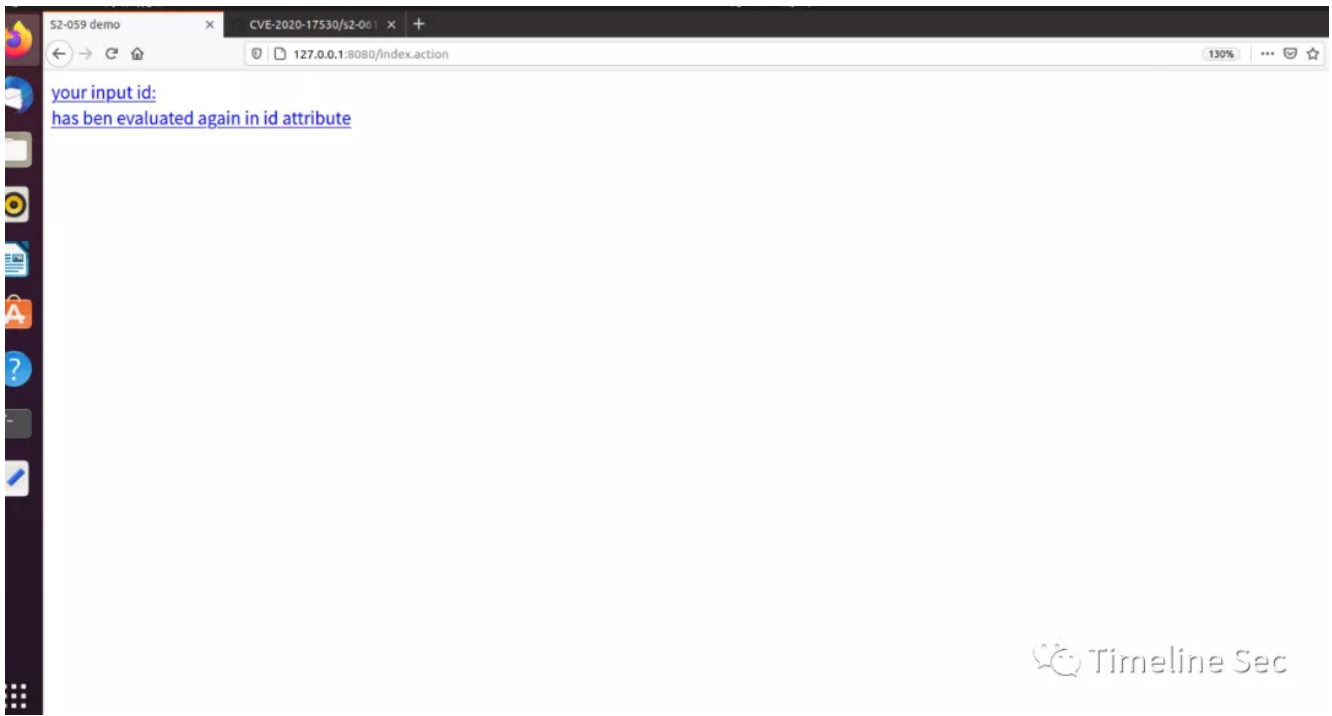 S2-059 demo
CVE-2020-17530/s2-061
127.0.0.1:8080/index.action
130%
your input id:
has ben evaluated again in id attribute
Timeline Sec